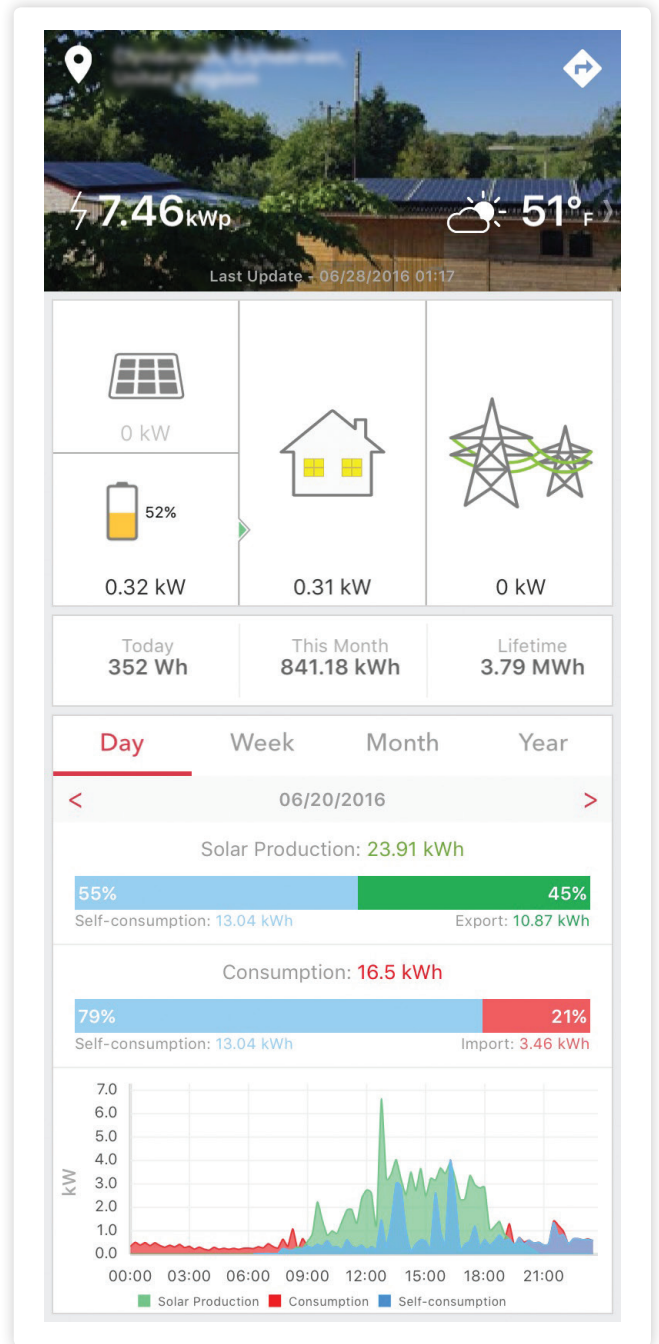 7.46kWp
51°F
Last Update - 06/28/2016 01:17
0 kW
52%
0.32 kW
0.31 kW
0 kW
Today
352 Wh
This Month
841.18 kWh
Lifetime
3.79 MWh
Day Week Month Year
< 06/20/2016 >
Solar Production: 23.91 kWh
55% 45%
Self-consumption: 13.04 kWh Export: 10.87 kWh
Consumption: 16.5 kWh
79% 21%
Self-consumption: 13.04 kWh Import: 3.46 kWh
kW
7.0
6.0
5.0
4.0
3.0
2.0
1.0
0.0
00:00 03:00 06:00 09:00 12:00 15:00 18:00 21:00
Solar Production Consumption Self-consumption